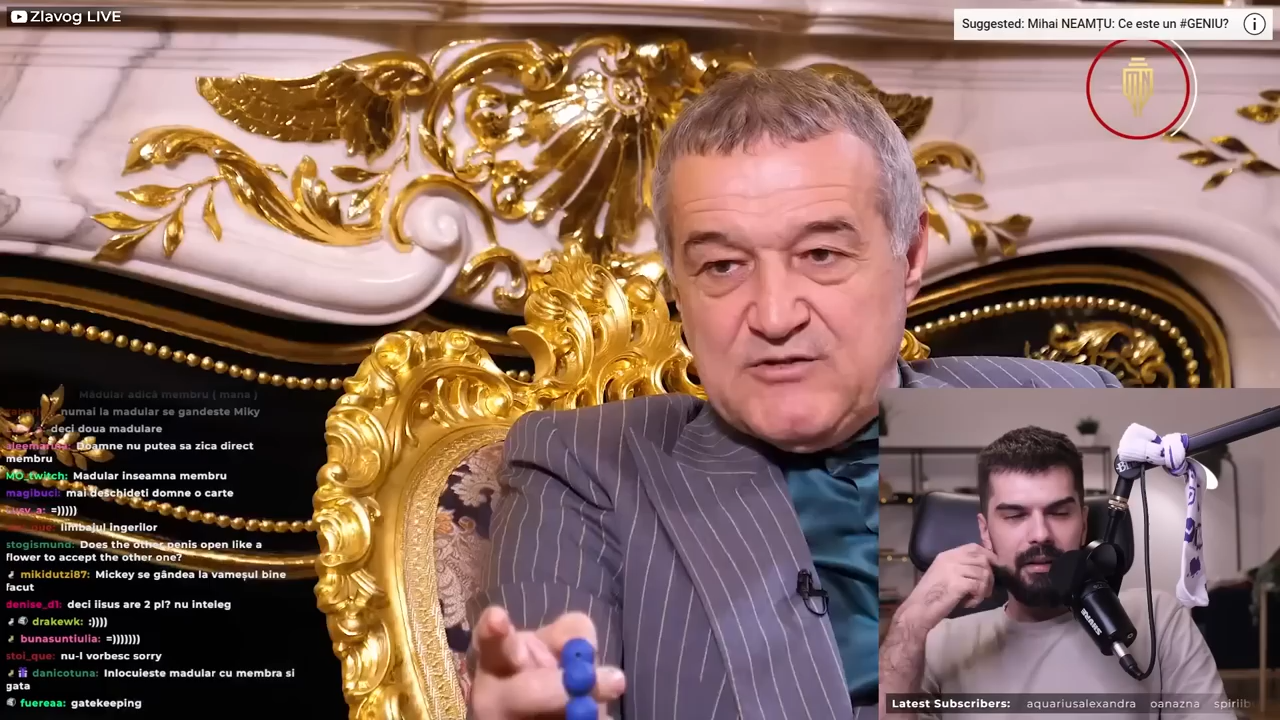 Zlavog LIVE
Suggested: Mihai NEAMȚU: Ce este un #GENIU?
Mădular adică membru ( mana )
numai la madular se gandeste Miky
deci doua madulare
Doamne nu putea sa zica direct
membru
MO_twitch: Madular inseamna membru
magibuci: mai deschideti domne o carte
=)))))
limbajul ingerilor
stogismund: Does the other penis open like a
flower to accept the other one?
mikidutzi87: Mickey se gândea la vameșul bine
facut
denise_d1: deci iisus are 2 pl? nu inteleg
drakewk: :))))
bunasuntiulia: =)))))))
stoi_que: nu-l vorbesc sorry
danicotuna: Inlocuieste madular cu membra si
gata
fuereaa: gatekeeping
Latest Subscribers: aquariusalexandra oanazna